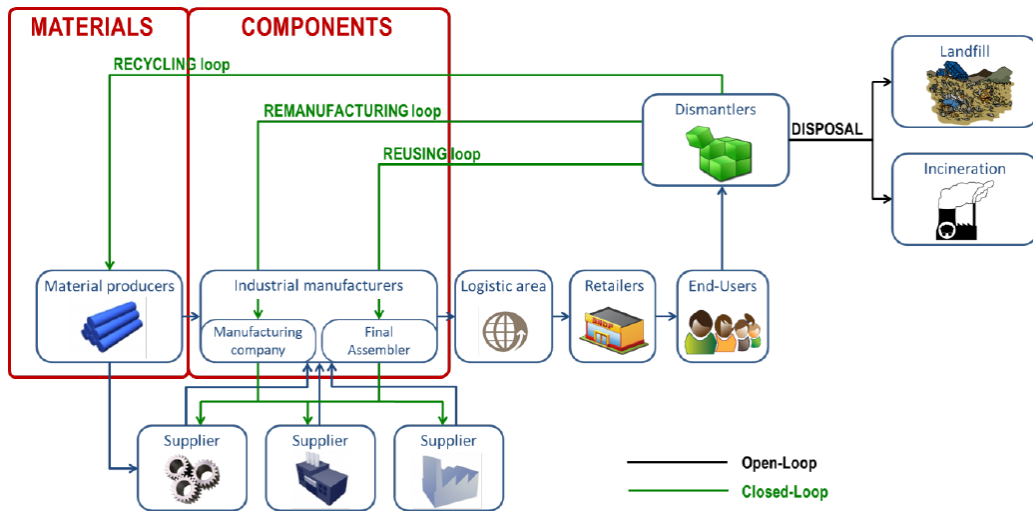 MATERIALS
COMPONENTS
RECYCLING loop
REMANUFACTURING loop
REUSING loop
Dismantlers
DISPOSAL
Landfill
Incineration
Material producers
Industrial manufacturers
Manufacturing
company
Final
Assembler
Logistic area
Retailers
SHOP
End-Users
Supplier
Supplier
Supplier
Open-Loop
Closed-Loop